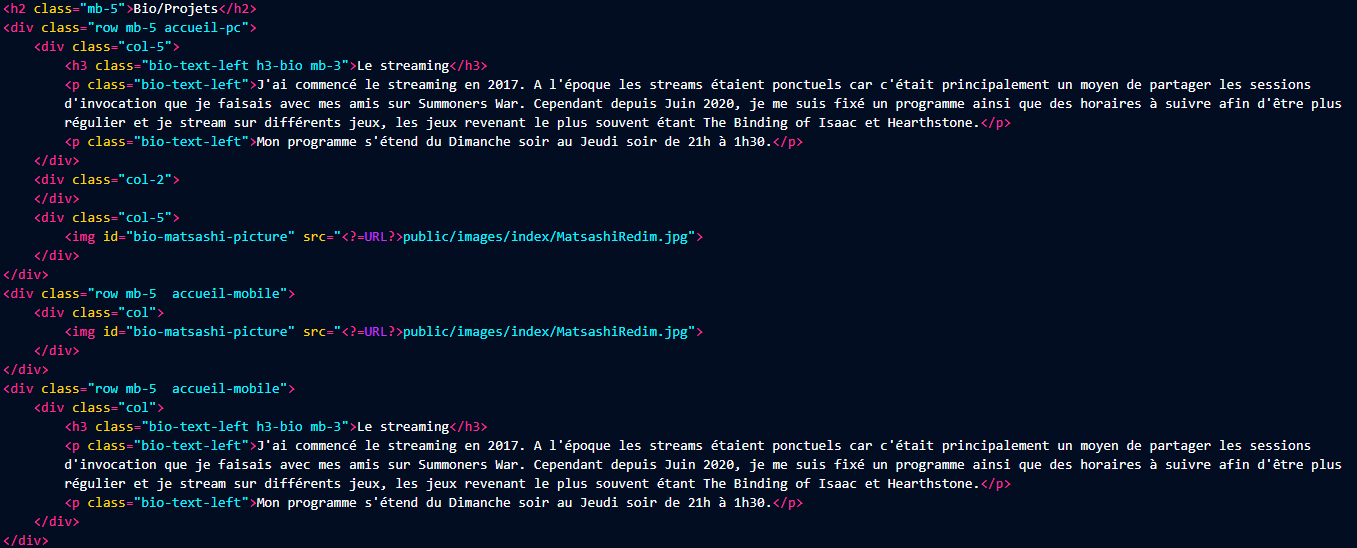 <h2 class="mb-5">Bio/Projets</h2>
<div class="row mb-5 accueil-pc">
    <div class="col-5">
        <h3 class="bio-text-left h3-bio mb-3">Le streaming</h3>
        <p class="bio-text-left">J'ai commencé le streaming en 2017. A l'époque les streams étaient ponctuels car c'était principalement un moyen de partager les sessions
        d'invocation que je faisais avec mes amis sur Summoners War. Cependant depuis Juin 2020, je me suis fixé un programme ainsi que des horaires à suivre afin d'être plus
        régulier et je stream sur différents jeux, les jeux revenant le plus souvent étant The Binding of Isaac et Hearthstone.</p>
        <p class="bio-text-left">Mon programme s'étend du Dimanche soir au Jeudi soir de 21h à 1h30.</p>
    </div>
    <div class="col-2">
    </div>
    <div class="col-5">
        <img id="bio-matsashi-picture" src="<?=URL?>public/images/index/MatsashiRedim.jpg">
    </div>
</div>
<div class="row mb-5  accueil-mobile">
    <div class="col">
        <img id="bio-matsashi-picture" src="<?=URL?>public/images/index/MatsashiRedim.jpg">
    </div>
</div>
<div class="row mb-5  accueil-mobile">
    <div class="col">
        <h3 class="bio-text-left h3-bio mb-3">Le streaming</h3>
        <p class="bio-text-left">J'ai commencé le streaming en 2017. A l'époque les streams étaient ponctuels car c'était principalement un moyen de partager les sessions
        d'invocation que je faisais avec mes amis sur Summoners War. Cependant depuis Juin 2020, je me suis fixé un programme ainsi que des horaires à suivre afin d'être plus
        régulier et je stream sur différents jeux, les jeux revenant le plus souvent étant The Binding of Isaac et Hearthstone.</p>
        <p class="bio-text-left">Mon programme s'étend du Dimanche soir au Jeudi soir de 21h à 1h30.</p>
    </div>
</div>